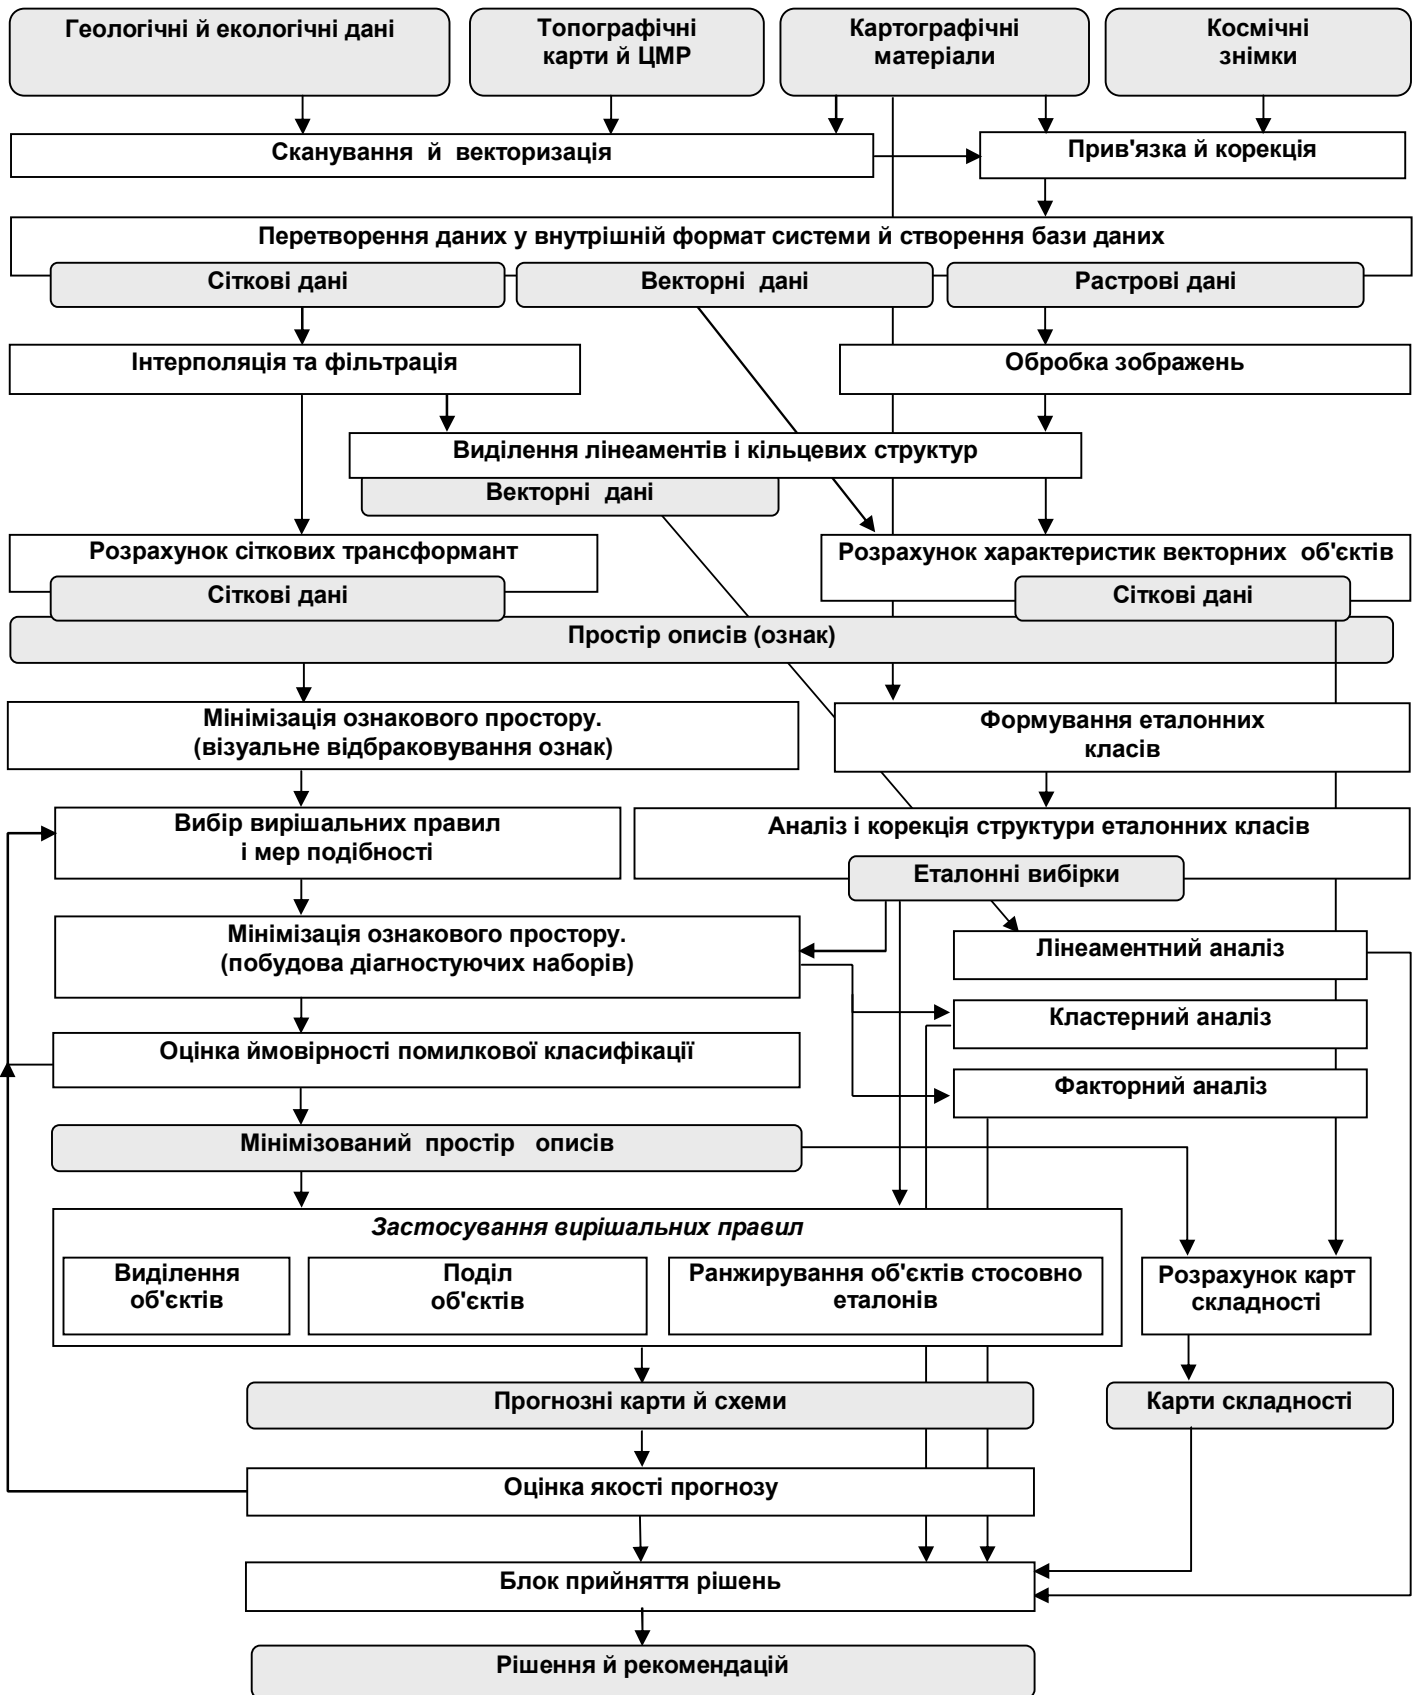 Геологічні й екологічні дані
Топографічні
карти й ЦМР
Картографічні
матеріали
Космічні
знімки
Сканування й векторизація
Прив'язка й корекція
Перетворення даних у внутрішній формат системи й створення бази даних
Сіткові дані
Векторні дані
Растрові дані
Інтерполяція та фільтрація
Обробка зображень
Виділення лінеаментів і кільцевих структур
Векторні дані
Розрахунок сіткових трансформант
Розрахунок характеристик векторних об'єктів
Сіткові дані
Сіткові дані
Простір описів (ознак)
Мінімізація ознакового простору.
(візуальне відбраковування ознак)
Формування еталонних
класів
Вибір вирішальних правил
і мер подібності
Аналіз і корекція структури еталонних класів
Еталонні вибірки
Мінімізація ознакового простору.
(побудова діагностуючих наборів)
Лінеаментний аналіз
Кластерний аналіз
Оцінка ймовірності помилкової класифікації
Факторний аналіз
Мінімізований простір описів
Застосування вирішальних правил
Виділення
об'єктів
Поділ
об'єктів
Ранжирування об'єктів стосовно
еталонів
Розрахунок карт
складності
Прогнозні карти й схеми
Карти складності
Оцінка якості прогнозу
Блок прийняття рішень
Рішення й рекомендацій